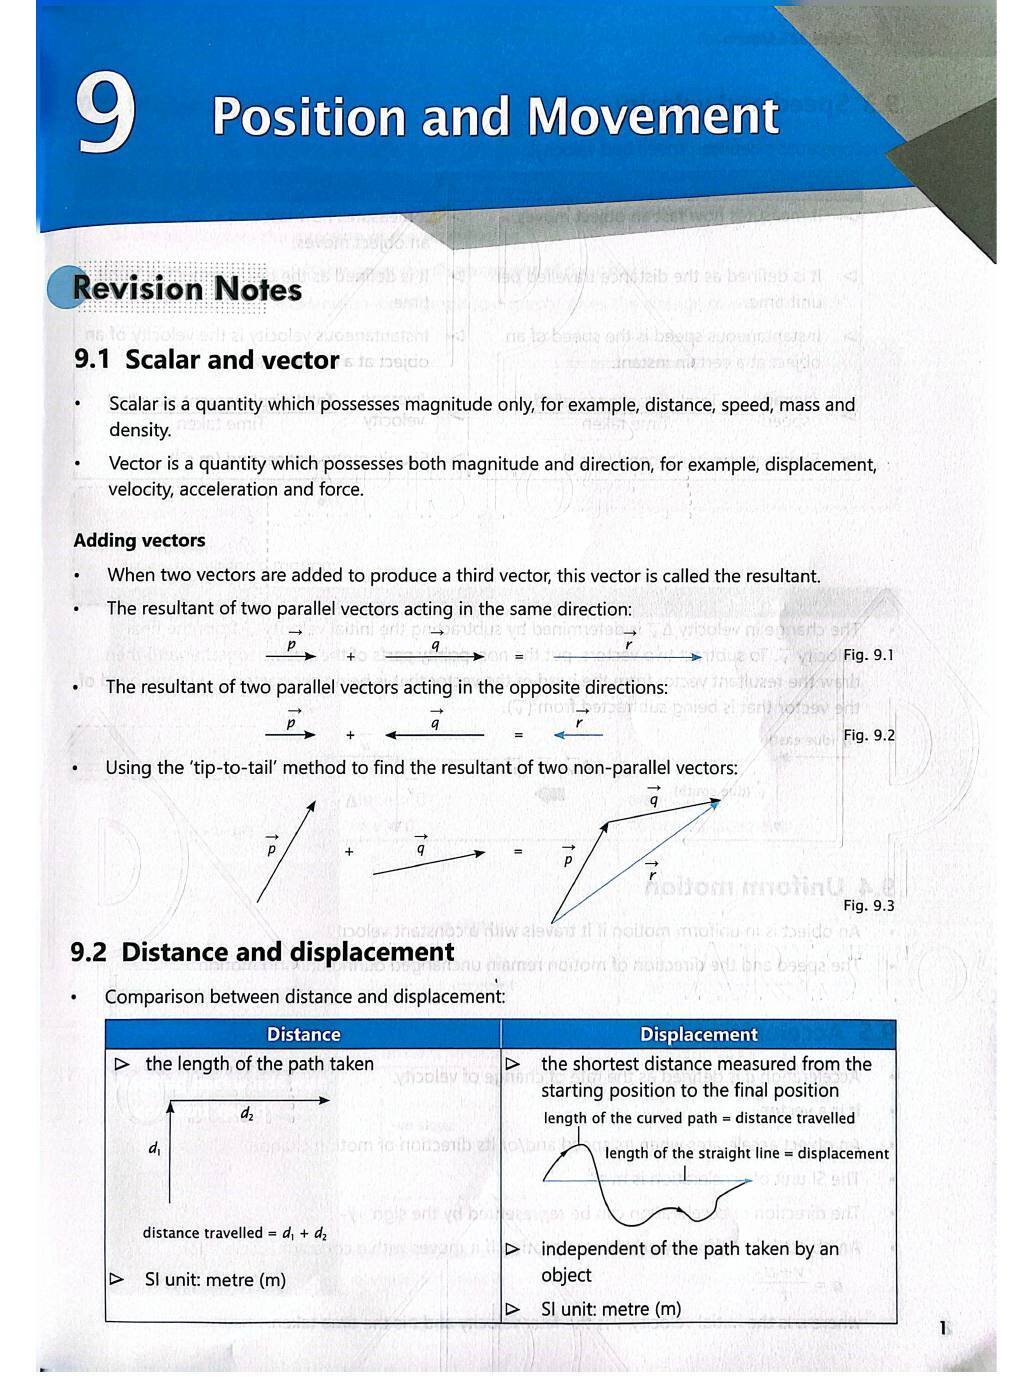 9 Position and Movement
Revision Notes
9.1 Scalar and vector
• Scalar is a quantity which possesses magnitude only, for example, distance, speed, mass and
density.
• Vector is a quantity which possesses both magnitude and direction, for example, displacement,
velocity, acceleration and force.
Adding vectors
• When two vectors are added to produce a third vector, this vector is called the resultant.
• The resultant of two parallel vectors acting in the same direction:
p + q = r Fig. 9.1
• The resultant of two parallel vectors acting in the opposite directions:
p + q = r Fig. 9.2
• Using the 'tip-to-tail' method to find the resultant of two non-parallel vectors:
p + q = p q r
Fig. 9.3
9.2 Distance and displacement
• Comparison between distance and displacement:
Distance
the length of the path taken
d₂
d₁
distance travelled = d₁ + d₂
SI unit: metre (m)
Displacement
the shortest distance measured from the
starting position to the final position
length of the curved path = distance travelled
length of the straight line = displacement
independent of the path taken by an
object
SI unit: metre (m)
1